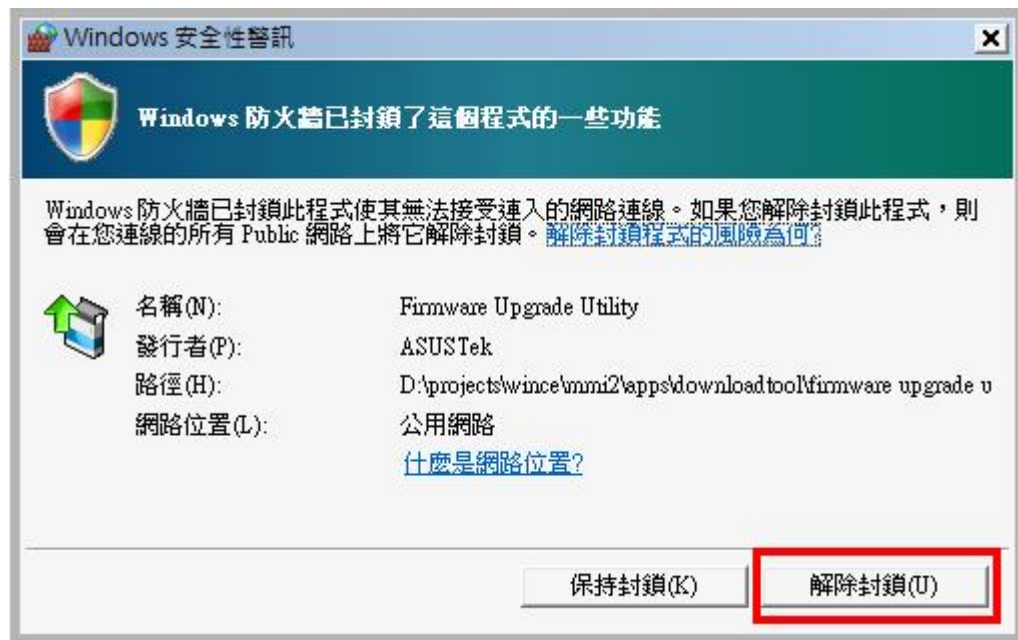 Windows 安全性警訊
Windows 防火牆已封鎖了這個程式的一些功能
Windows 防火牆已封鎖此程式使其無法接受連入的網路連線。如果您解除封鎖此程式，則
會在您連線的所有 Public 網路上將它解除封鎖。解除封鎖程式的風險為何?
名稱(N): Firmware Upgrade Utility
發行者(P): ASUSTek
路徑(H): D:\projects\wince\mmi2\apps\downloadtool\firmware upgrade u
網路位置(L): 公用網路
什麼是網路位置?
保持封鎖(K) 解除封鎖(U)